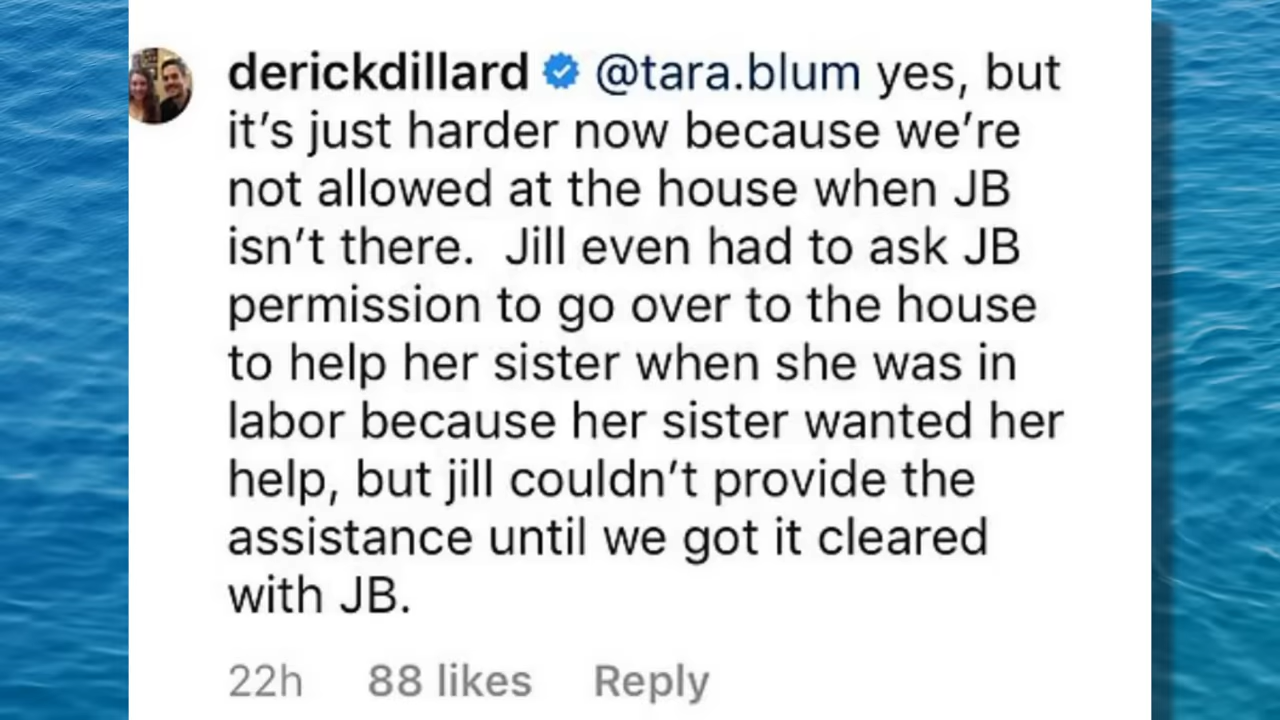 derickdillard @tara.blum yes, but
it's just harder now because we're
not allowed at the house when JB
isn't there.  Jill even had to ask JB
permission to go over to the house
to help her sister when she was in
labor because her sister wanted her
help, but jill couldn't provide the
assistance until we got it cleared
with JB.
22h 88 likes Reply